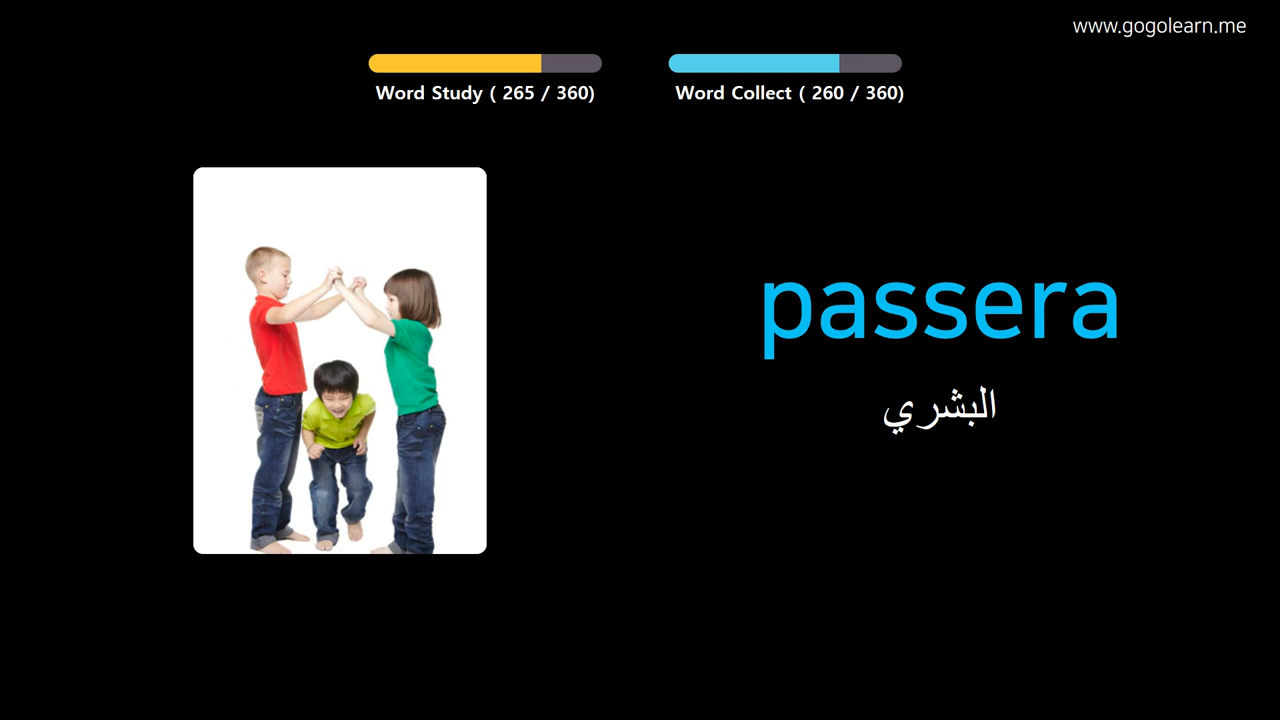 www.gogolearn.me
Word Study ( 265 / 360)
Word Collect ( 260 / 360)
passera
البشري